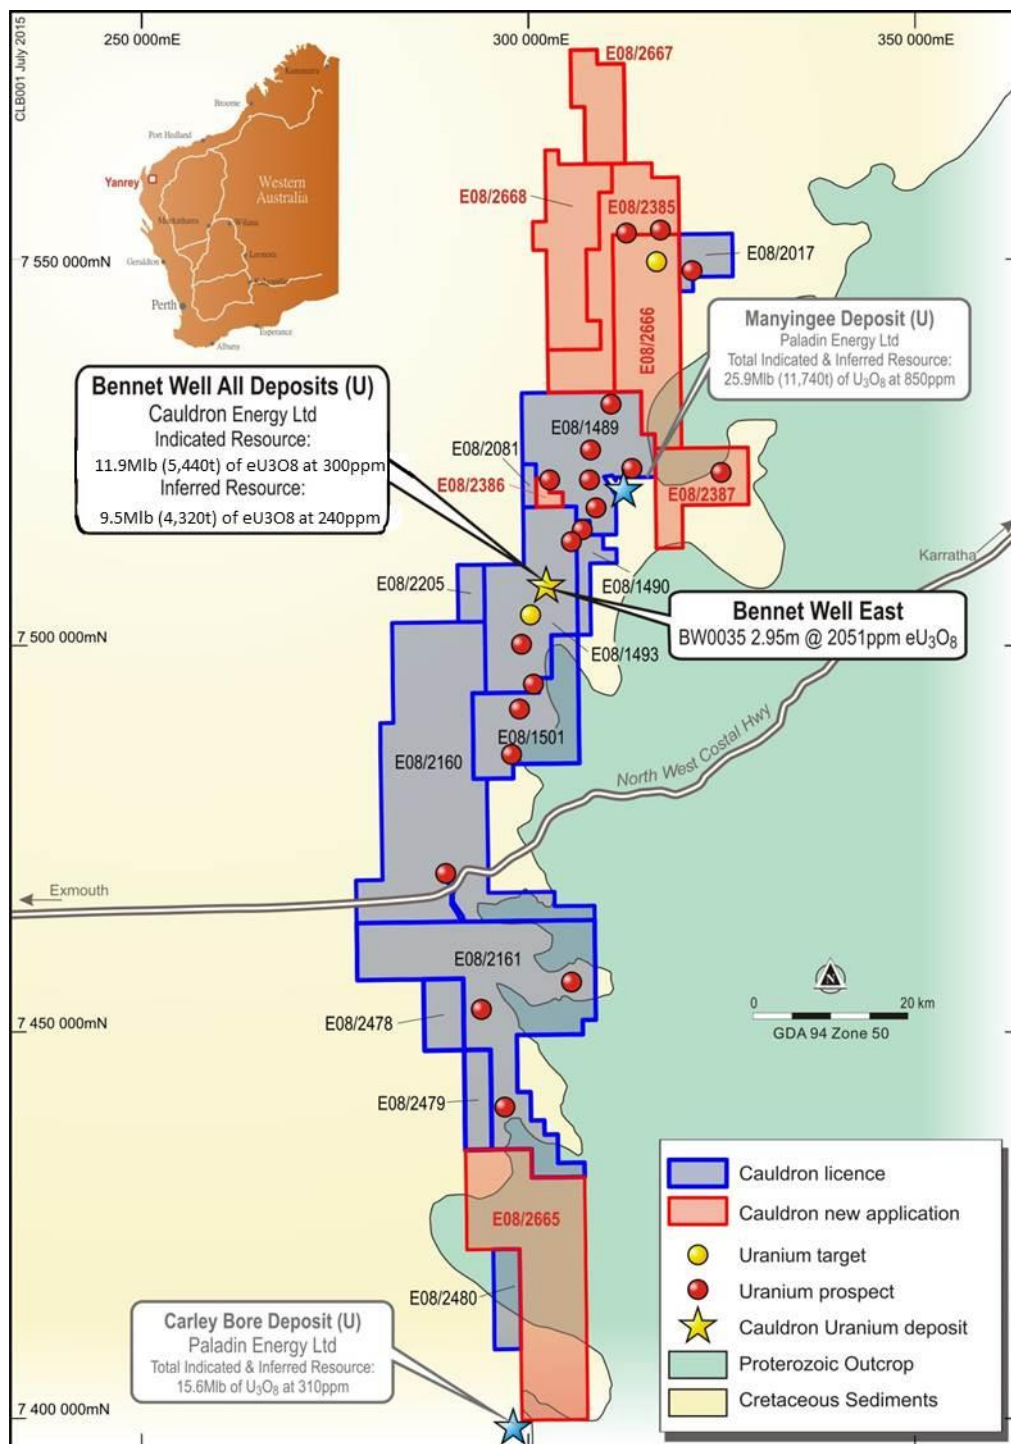 CLB001 July 2015
250 000mE
300 000mE
350 000mE
E08/2667
Kununurra
Broome
Port Hedland
Yanrey
Western
Australia
Meekatharra
Wiluna
Geraldton
Leonora
Kalgoorlie
Perth
Esperance
Albany
E08/2668
E08/2385
7 550 000mN
E08/2017
E08/2666
Manyingee Deposit (U)
Paladin Energy Ltd
Total Indicated & Inferred Resource:
25.9Mlb (11,740t) of U₃O₈ at 850ppm
Bennet Well All Deposits (U)
Cauldron Energy Ltd
Indicated Resource:
11.9Mlb (5,440t) of eU3O8 at 300ppm
Inferred Resource:
9.5Mlb (4,320t) of eU3O8 at 240ppm
E08/1489
E08/2081
E08/2386
E08/2387
Karratha
E08/2205
E08/1490
Bennet Well East
BW0035 2.95m @ 2051ppm eU₃O₈
7 500 000mN
E08/1493
E08/1501
E08/2160
North West Costal Hwy
Exmouth
E08/2161
N
0 20 km
GDA 94 Zone 50
7 450 000mN
E08/2478
E08/2479
E08/2665
E08/2480
Carley Bore Deposit (U)
Paladin Energy Ltd
Total Indicated & Inferred Resource:
15.6Mlb of U₃O₈ at 310ppm
7 400 000mN
Cauldron licence
Cauldron new application
Uranium target
Uranium prospect
Cauldron Uranium deposit
Proterozoic Outcrop
Cretaceous Sediments